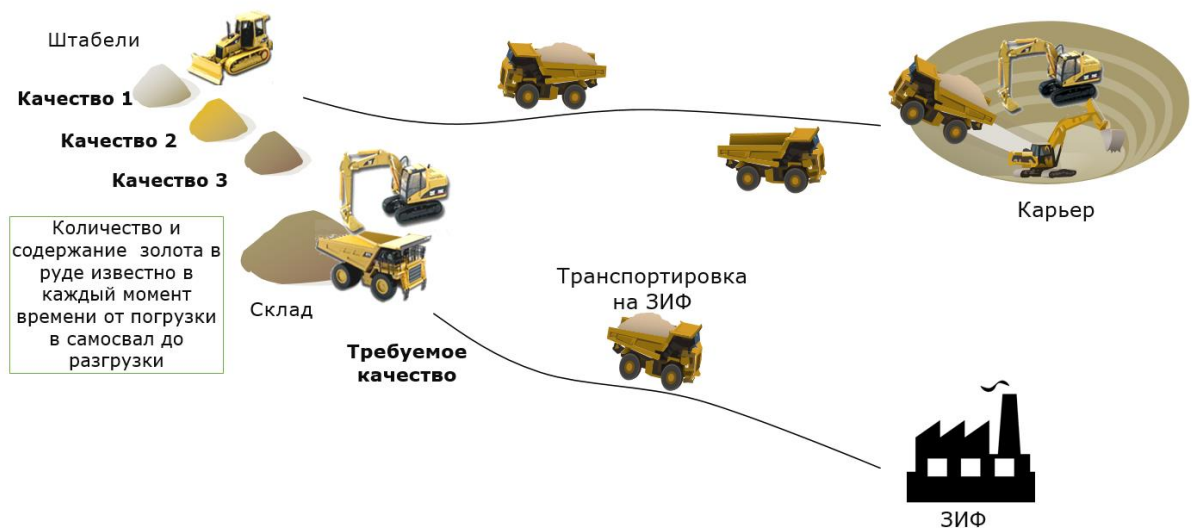 Штабели
Качество 1
Качество 2
Качество 3
Карьер
Количество и
содержание золота в
руде известно в
каждый момент
времени от погрузки
в самосвал до
разгрузки
Склад
Транспортировка
на ЗИФ
Требуемое
качество
ЗИФ